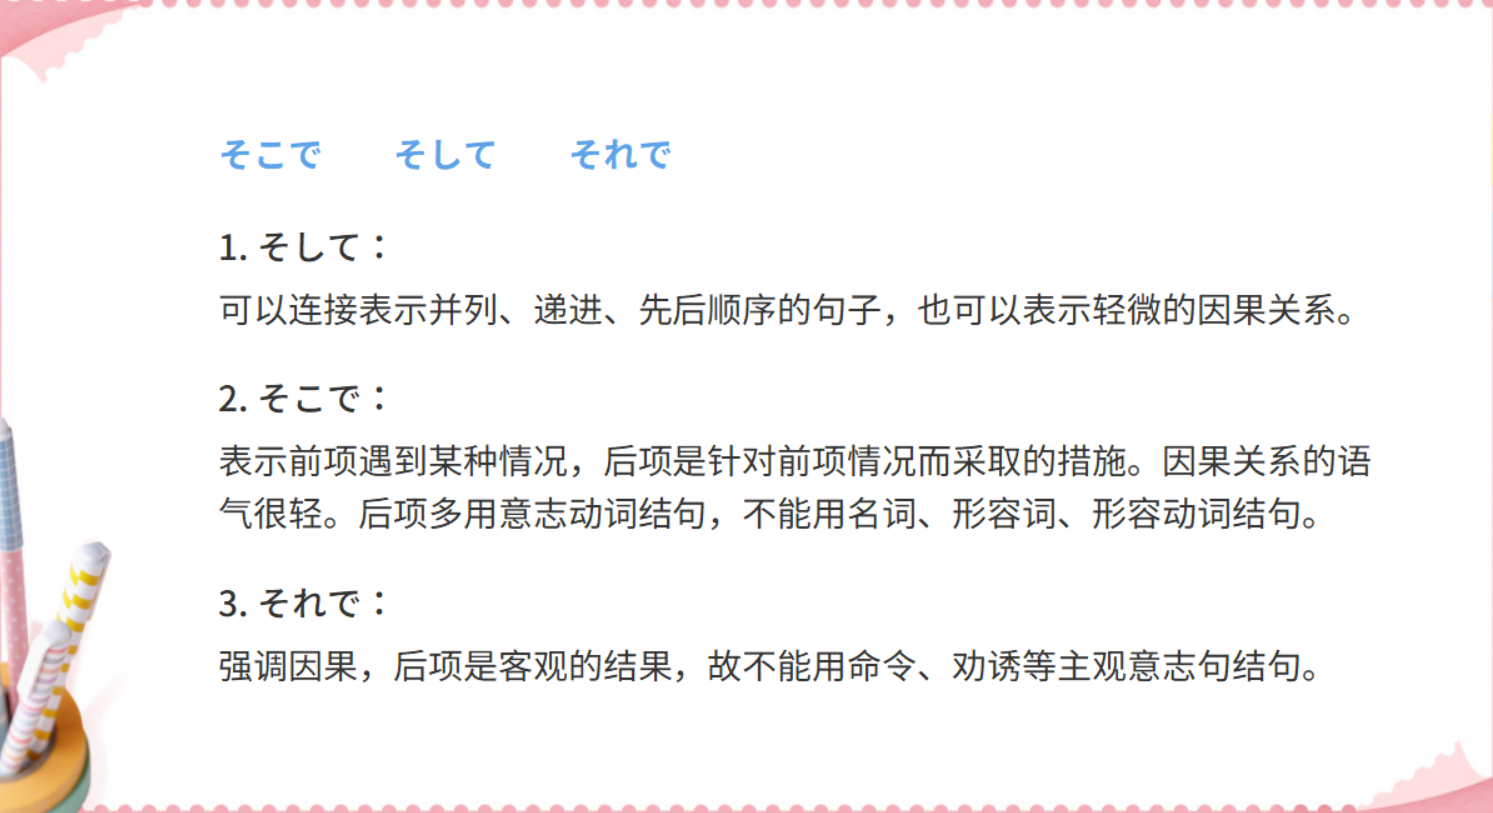 そこで　　そして　　それで
1. そして：
可以连接表示并列、递进、先后顺序的句子，也可以表示轻微的因果关系。
2. そこで：
表示前项遇到某种情况，后项是针对前项情况而采取的措施。因果关系的语
气很轻。后项多用意志动词结句，不能用名词、形容词、形容动词结句。
3. それで：
强调因果，后项是客观的结果，故不能用命令、劝诱等主观意志句结句。